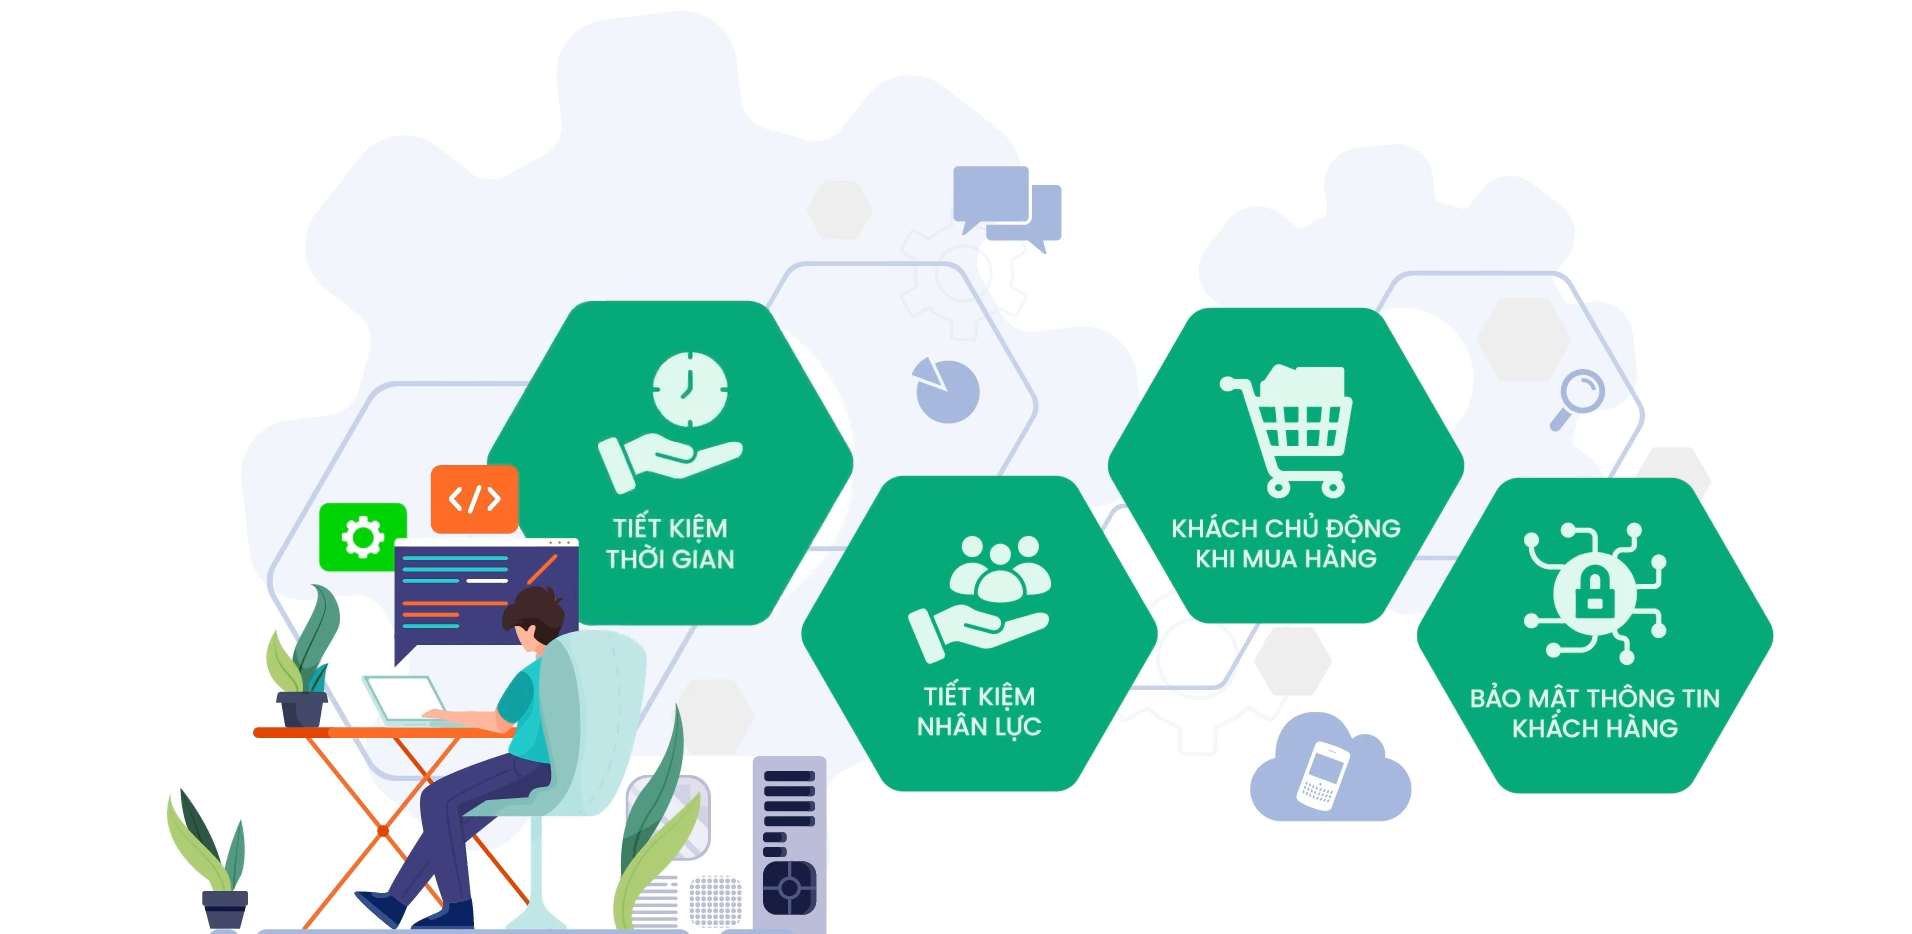 TIẾT KIỆM
THỜI GIAN
TIẾT KIỆM
NHÂN LỰC
KHÁCH CHỦ ĐỘNG
KHI MUA HÀNG
BẢO MẬT THÔNG TIN
KHÁCH HÀNG